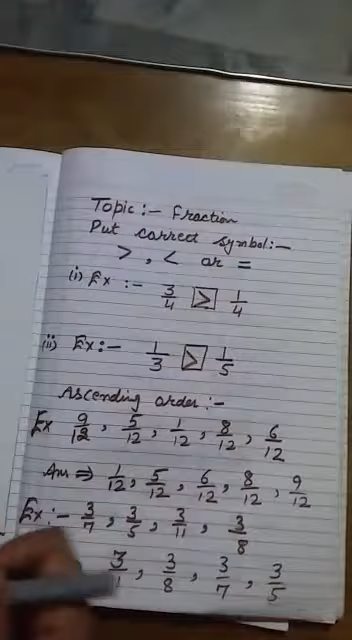 Topic:- Fraction
Put correct symbol:-
> , < or =
(i) Ex :- 3/4 > 1/4
(ii) Ex:- 1/3 > 1/5
Ascending order:-
Ex 9/12, 5/12, 1/12, 8/12, 6/12
Ans ⇒ 1/12, 5/12, 6/12, 8/12, 9/12
Ex:- 3/7, 3/5, 3/11, 3/8
3/8, 3/7, 3/5